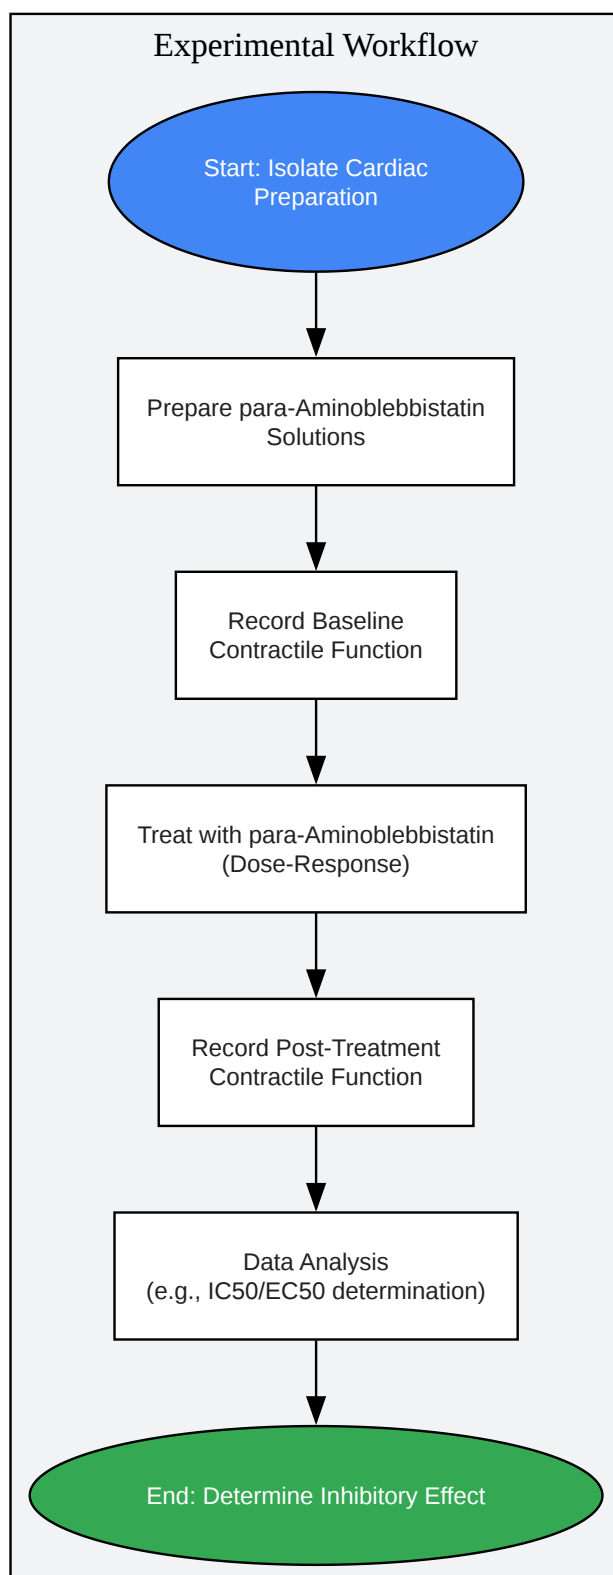 Experimental Workflow
Start: Isolate Cardiac
Preparation
Prepare para-Aminoblebbistatin
Solutions
Record Baseline
Contractile Function
Treat with para-Aminoblebbistatin
(Dose-Response)
Record Post-Treatment
Contractile Function
Data Analysis
(e.g., IC50/EC50 determination)
End: Determine Inhibitory Effect